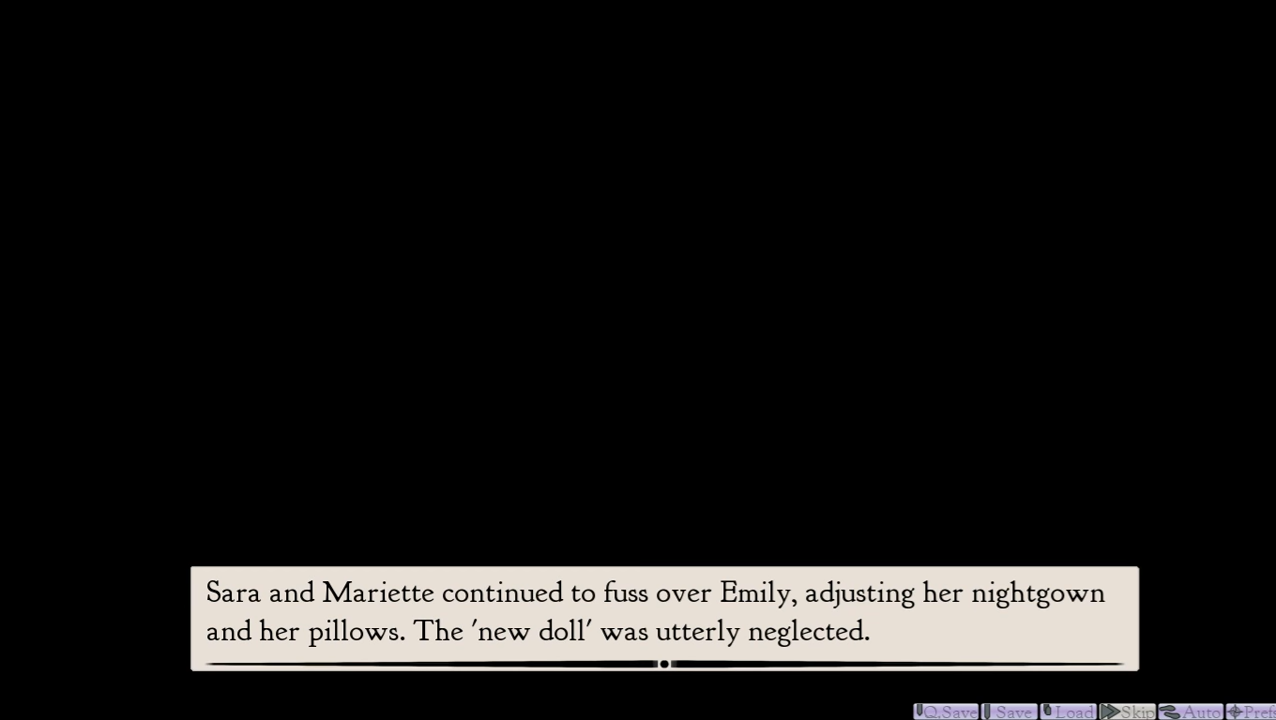 Sara and Mariette continued to fuss over Emily, adjusting her nightgown
and her pillows. The 'new doll' was utterly neglected.
Q.Save Save Load Skip Auto Pref